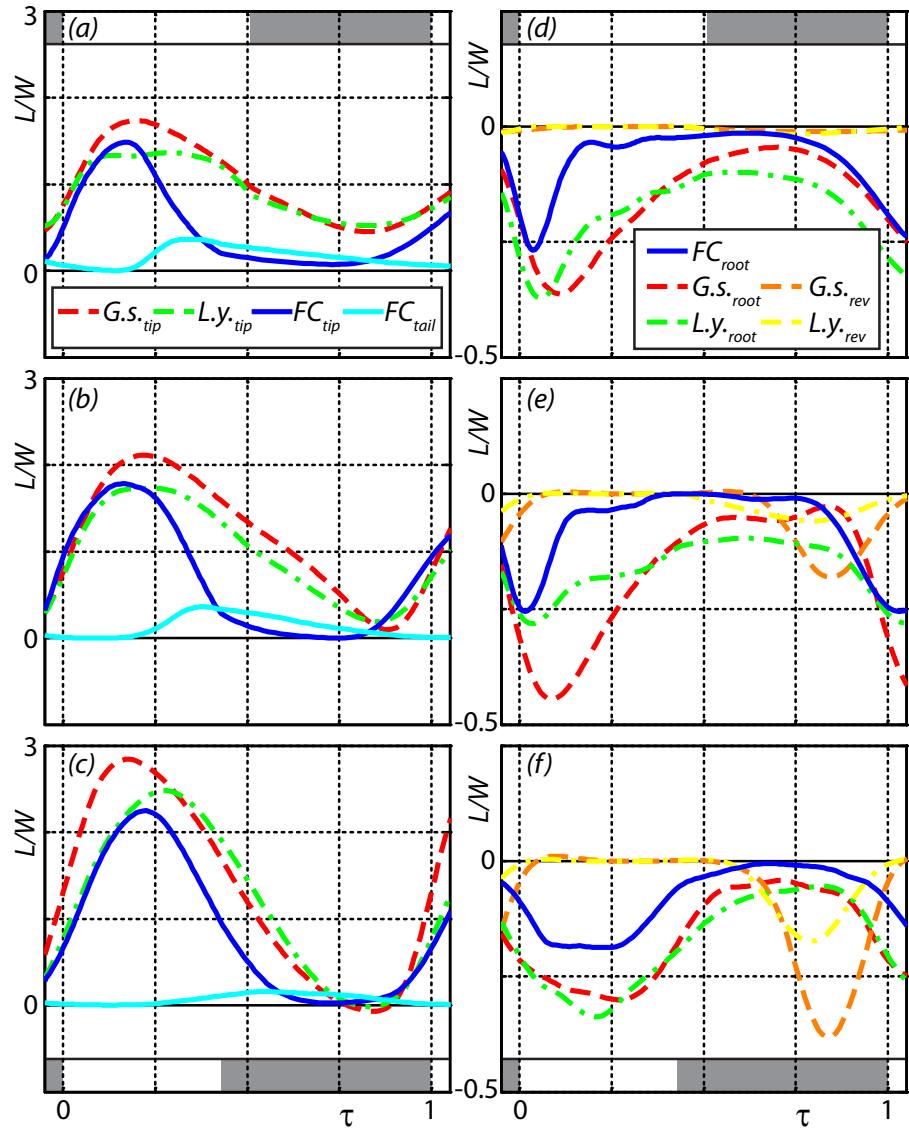 3 (a) (d)
L/W L/W
0
0
G.s.tip L.y.tip FCtip FCtail
FCroot
G.s.root G.s.rev
L.y.root L.y.rev
-0.5
3 (b) (e)
L/W L/W
0
0
-0.5
3 (c) (f)
L/W L/W
0
0
-0.5
0 τ 1 0 τ 1